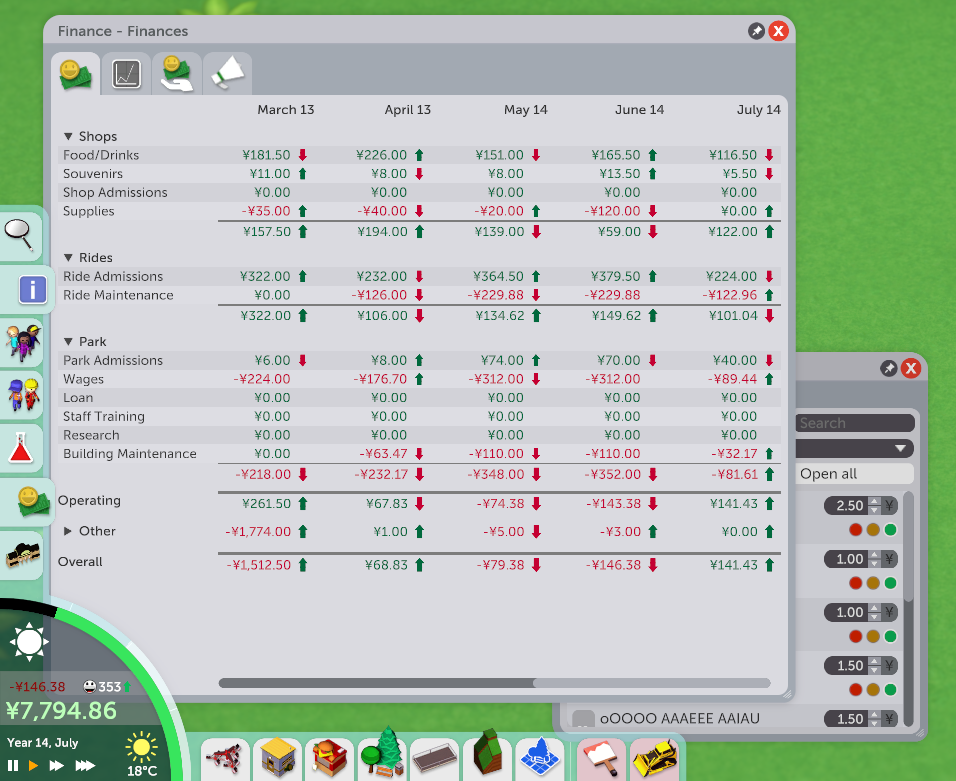 Finance - Finances
March 13 April 13 May 14 June 14 July 14
▼ Shops
Food/Drinks ¥181.50 ¥226.00 ¥151.00 ¥165.50 ¥116.50
Souvenirs ¥11.00 ¥8.00 ¥8.00 ¥13.50 ¥5.50
Shop Admissions ¥0.00 ¥0.00 ¥0.00 ¥0.00 ¥0.00
Supplies -¥35.00 -¥40.00 -¥20.00 -¥120.00 ¥0.00
¥157.50 ¥194.00 ¥139.00 ¥59.00 ¥122.00
▼ Rides
Ride Admissions ¥322.00 ¥232.00 ¥364.50 ¥379.50 ¥224.00
Ride Maintenance ¥0.00 -¥126.00 -¥229.88 -¥229.88 -¥122.96
¥322.00 ¥106.00 ¥134.62 ¥149.62 ¥101.04
▼ Park
Park Admissions ¥6.00 ¥8.00 ¥74.00 ¥70.00 ¥40.00
Wages -¥224.00 -¥176.70 -¥312.00 -¥312.00 -¥89.44
Loan ¥0.00 ¥0.00 ¥0.00 ¥0.00 ¥0.00
Staff Training ¥0.00 ¥0.00 ¥0.00 ¥0.00 ¥0.00
Research ¥0.00 ¥0.00 ¥0.00 ¥0.00 ¥0.00
Building Maintenance ¥0.00 -¥63.47 -¥110.00 -¥110.00 -¥32.17
-¥218.00 -¥232.17 -¥348.00 -¥352.00 -¥81.61
Operating ¥261.50 ¥67.83 -¥74.38 -¥143.38 ¥141.43
▶ Other -¥1,774.00 ¥1.00 -¥5.00 -¥3.00 ¥0.00
Overall -¥1,512.50 ¥68.83 -¥79.38 -¥146.38 ¥141.43
Search
Open all
2.50 ¥
1.00 ¥
1.00 ¥
1.50 ¥
oOOOO AAAEEE AAIAU 1.50 ¥
-¥146.38 353
¥7,794.86
Year 14, July
18°C